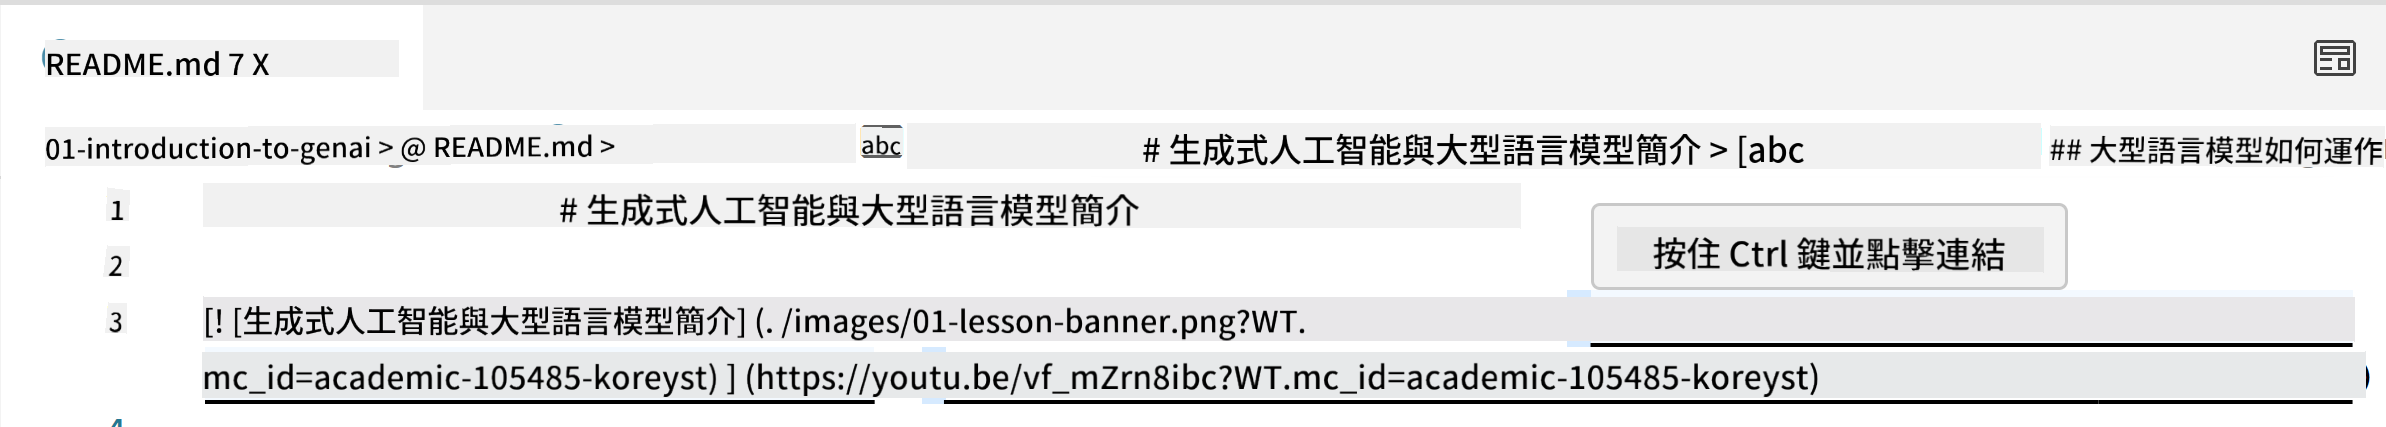 README.md 7 X
01-introduction-to-genai > @ README.md > abc # 生成式人工智能與大型語言模型簡介 > [abc ## 大型語言模型如何運作
1 # 生成式人工智能與大型語言模型簡介
按住 Ctrl 鍵並點擊連結
2
3 [! [生成式人工智能與大型語言模型簡介] (. /images/01-lesson-banner.png?WT.
mc_id=academic-105485-koreyst) ] (https://youtu.be/vf_mZrn8ibc?WT.mc_id=academic-105485-koreyst)
4